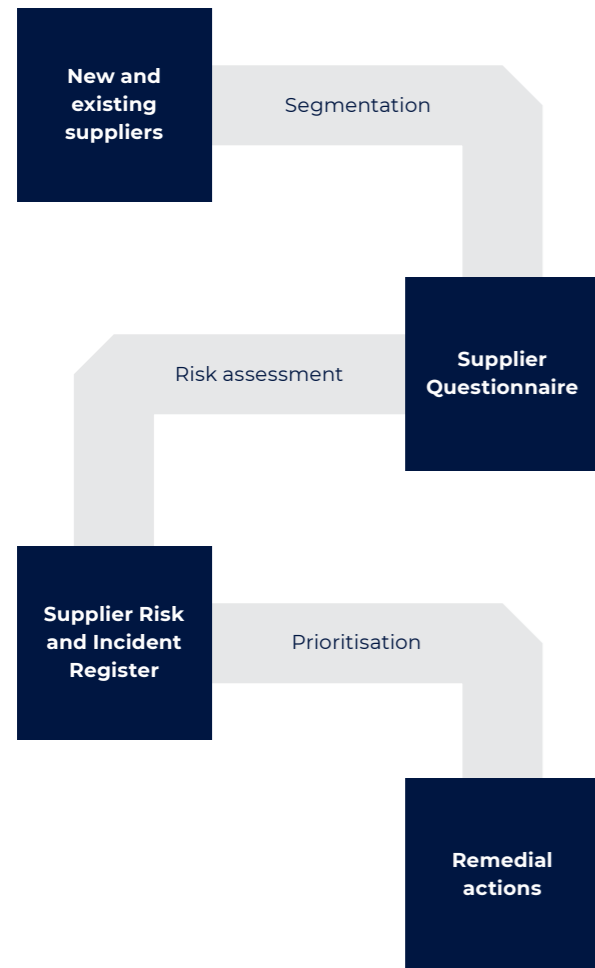 New and
existing
suppliers
Segmentation
Supplier
Questionnaire
Risk assessment
Supplier Risk
and Incident
Register
Prioritisation
Remedial
actions